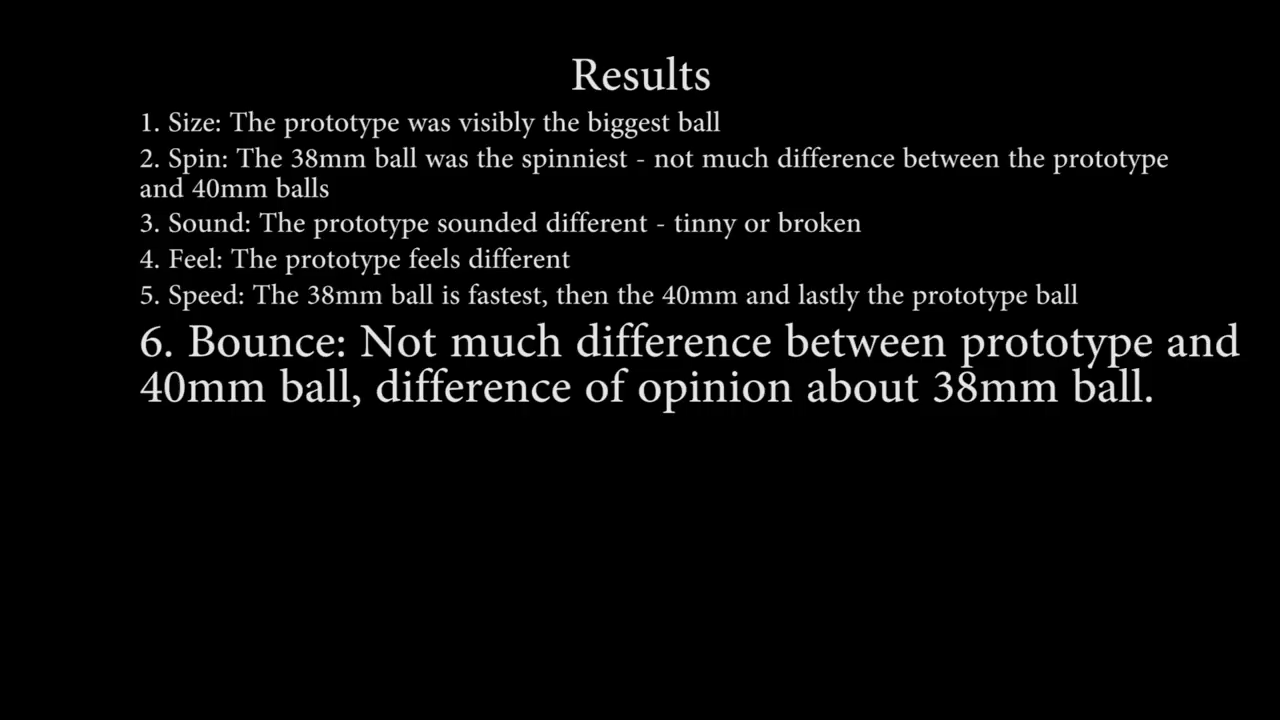 Results
1. Size: The prototype was visibly the biggest ball
2. Spin: The 38mm ball was the spinniest - not much difference between the prototype
and 40mm balls
3. Sound: The prototype sounded different - tinny or broken
4. Feel: The prototype feels different
5. Speed: The 38mm ball is fastest, then the 40mm and lastly the prototype ball
6. Bounce: Not much difference between prototype and
40mm ball, difference of opinion about 38mm ball.